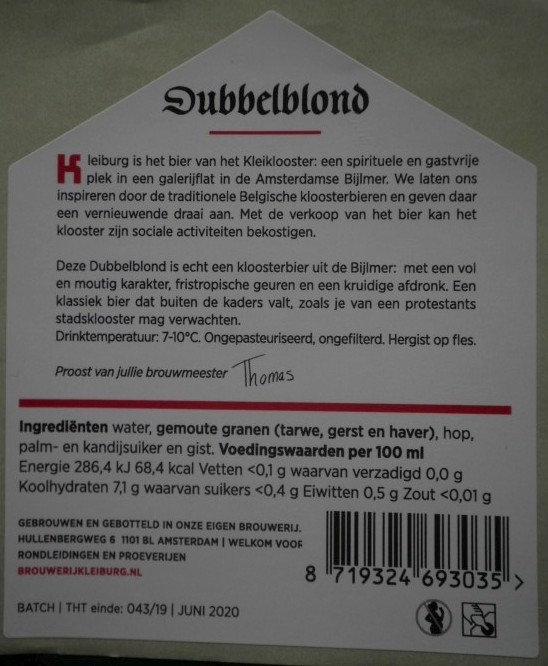 Dubbelblond
Kleiburg is het bier van het Kleiklooster: een spirituele en gastvrije
plek in een galerijflat in de Amsterdamse Bijlmer. We laten ons
inspireren door de traditionele Belgische kloosterbieren en geven daar
een vernieuwende draai aan. Met de verkoop van het bier kan het
klooster zijn sociale activiteiten bekostigen.
Deze Dubbelblond is echt een kloosterbier uit de Bijlmer: met een vol
en moutig karakter, fristropische geuren en een kruidige afdronk. Een
klassiek bier dat buiten de kaders valt, zoals je van een protestants
stadsklooster mag verwachten.
Drinktemperatuur: 7-10°C. Ongepasteuriseerd, ongefilterd. Hergist op fles.
Proost van jullie brouwmeester Thomas
Ingrediënten water, gemoute granen (tarwe, gerst en haver), hop,
palm- en kandijsuiker en gist. Voedingswaarden per 100 ml
Energie 286,4 kJ 68,4 kcal Vetten <0,1 g waarvan verzadigd 0,0 g
Koolhydraten 7,1 g waarvan suikers <0,4 g Eiwitten 0,5 g Zout <0,01 g
GEBROUWEN EN GEBOTTELD IN ONZE EIGEN BROUWERIJ.
HULLENBERGWEG 6 1101 BL AMSTERDAM | WELKOM VOOR
RONDLEIDINGEN EN PROEVERIJEN
BROUWERIJKLEIBURG.NL
8 719324 693035 >
BATCH | THT einde: 043/19 | JUNI 2020